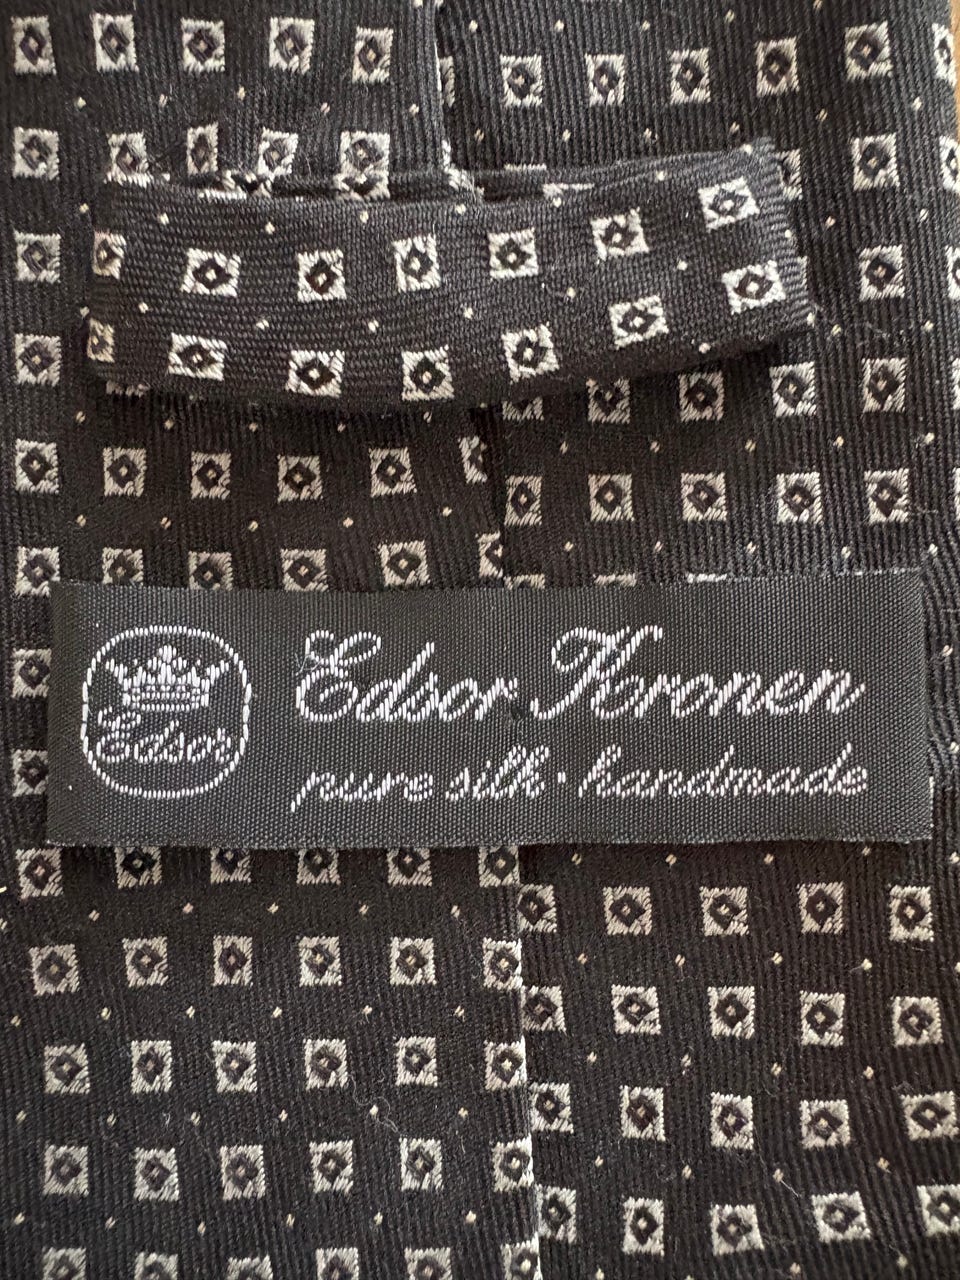 Edsor
Edsor Kronen
pure silk · handmade